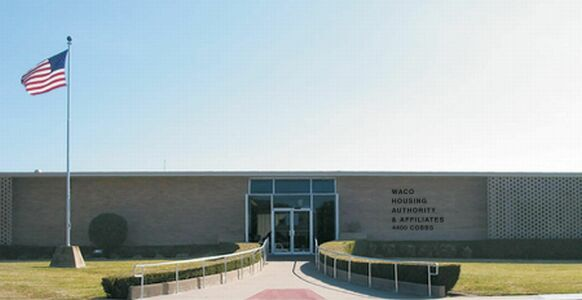 WACO
HOUSING
AUTHORITY
& AFFILIATES
4400 COBBS